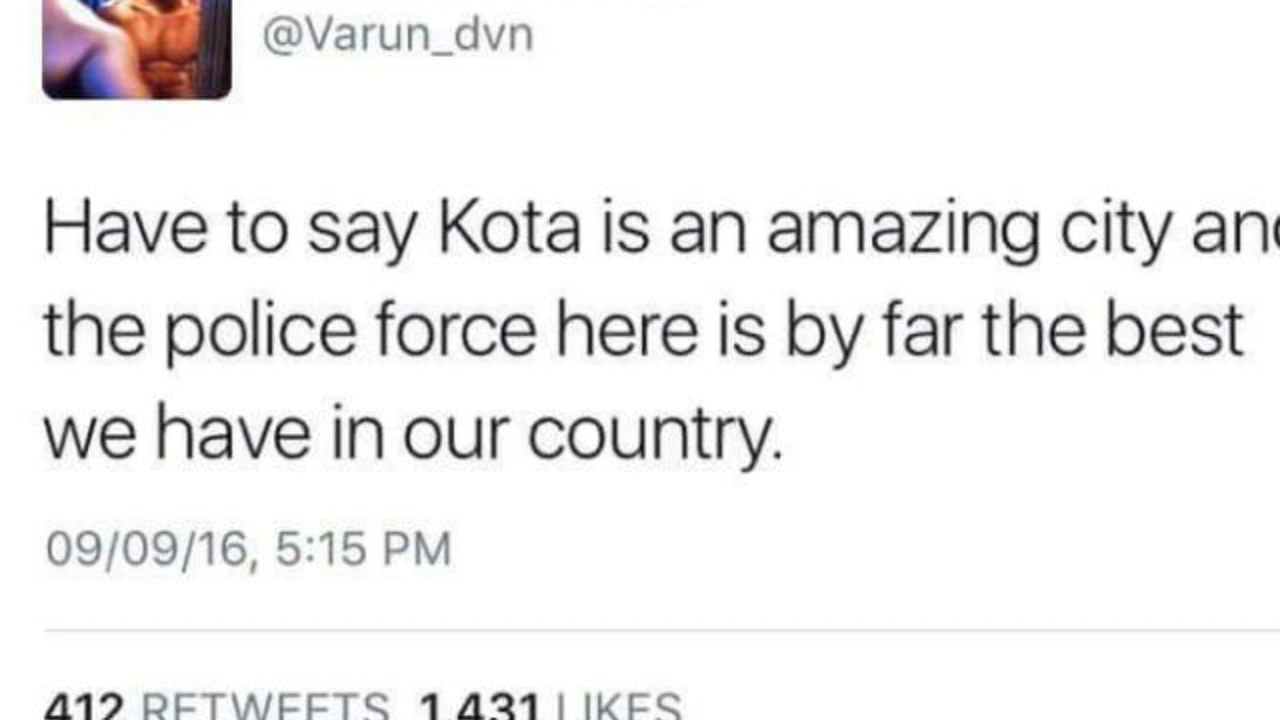 @Varun_dvn
Have to say Kota is an amazing city and
the police force here is by far the best
we have in our country.
09/09/16, 5:15 PM
412 RETWEETS 1,431 LIKES